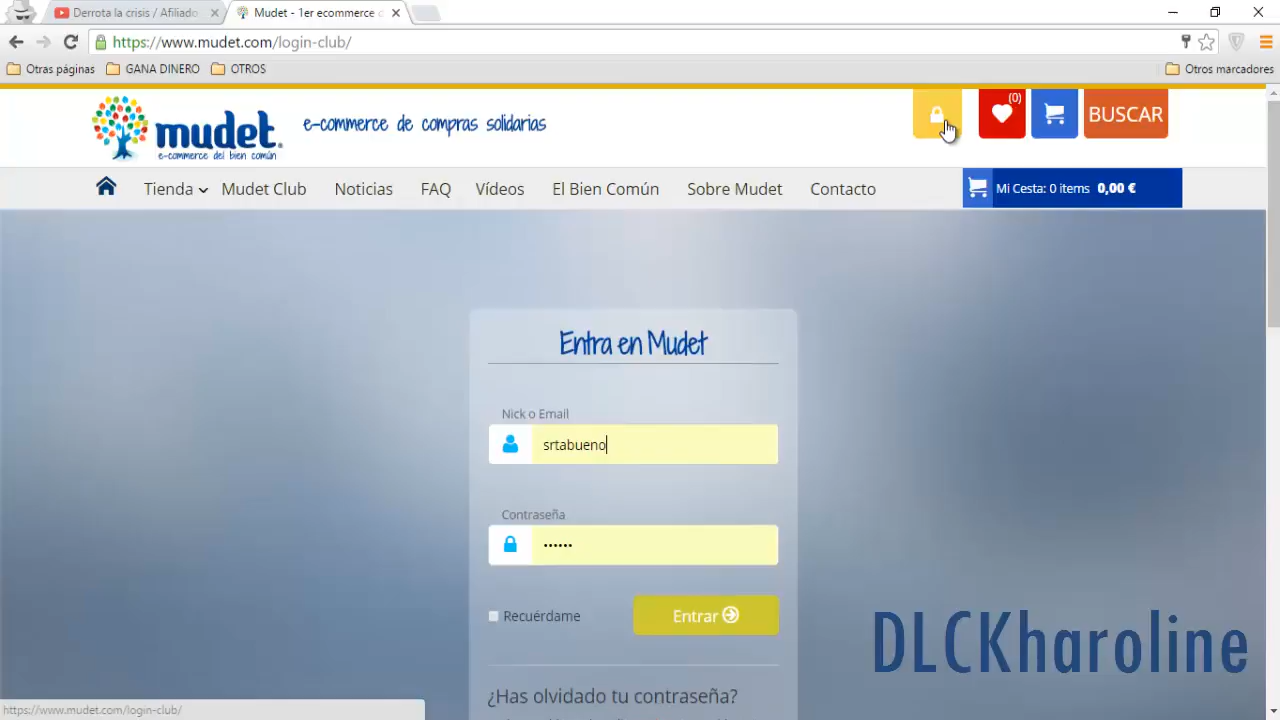 Derrota la crisis / Afiliado
Mudet - 1er ecommerce d
https://www.mudet.com/login-club/
Otras páginas
GANA DINERO
OTROS
Otros marcadores
mudet.
e-commerce del bien común
e-commerce de compras solidarias
(0)
BUSCAR
Tienda
Mudet Club
Noticias
FAQ
Vídeos
El Bien Común
Sobre Mudet
Contacto
Mi Cesta: 0 items 0,00 €
Entra en Mudet
Nick o Email
srtabueno
Contraseña
••••••
Recuérdame
Entrar
¿Has olvidado tu contraseña?
DLCKharoline
https://www.mudet.com/login-club/